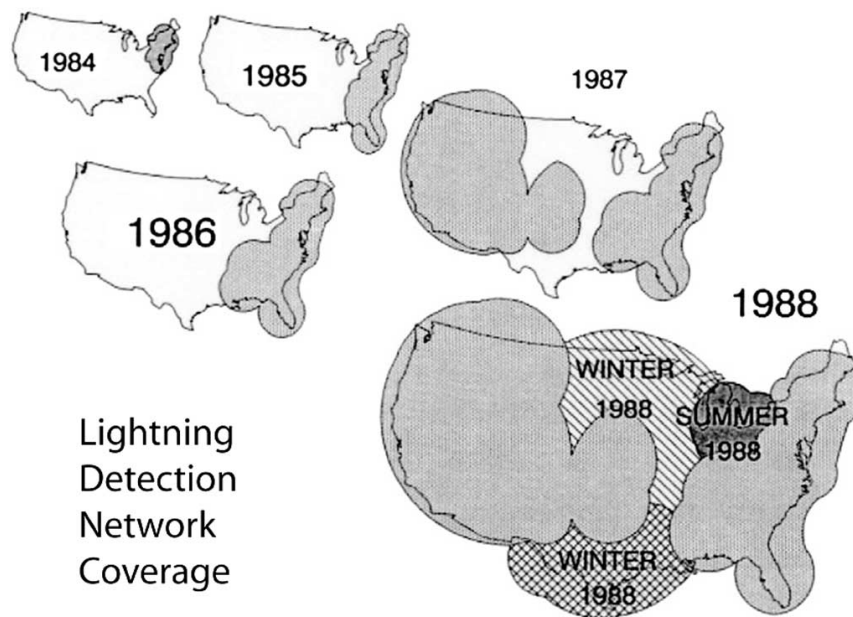 1984
1985
1987
1986
1988
WINTER
1988
SUMMER
1988
WINTER
1988
Lightning
Detection
Network
Coverage